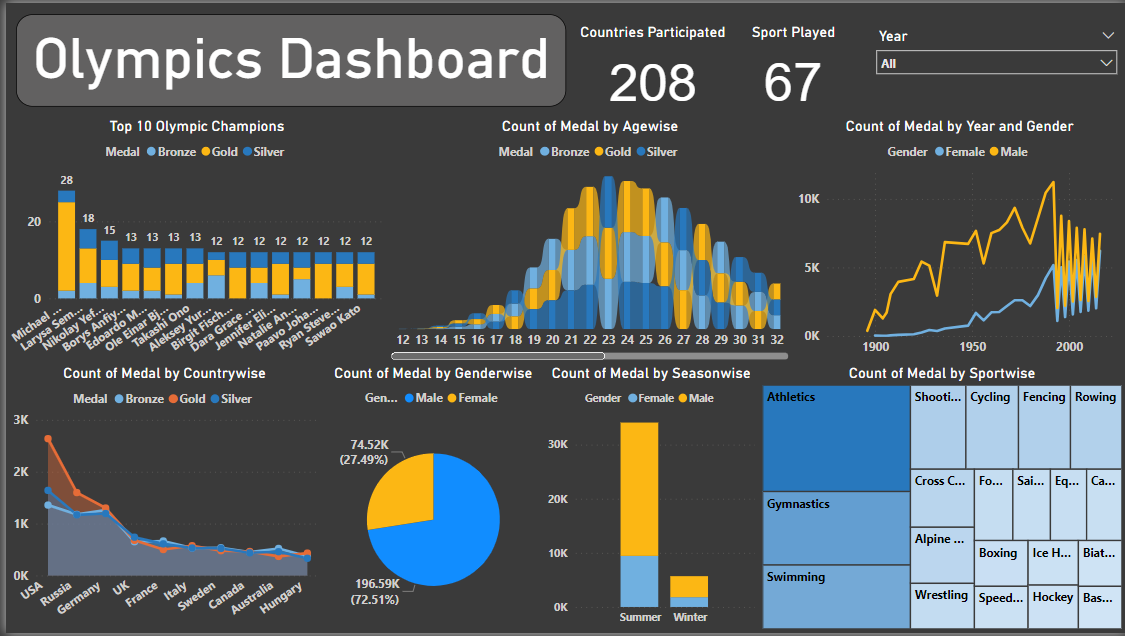 Olympics Dashboard
Countries Participated
208
Sport Played
67
Year
All
Top 10 Olympic Champions
Medal Bronze Gold Silver
28
18
15
13
13
13
13
12
12
12
12
12
12
12
12
20
0
Michael ...
Larysa Sem...
Nikolay Yef...
Borys Anfiy...
Edoardo M...
Ole Einar Bj...
Takashi Ono
Aleksey Nur...
Birgit Fisch...
Dara Grace ...
Jennifer Eli...
Natalie An...
Paavo Joha...
Ryan Steve...
Sawao Kato
Count of Medal by Agewise
Medal Bronze Gold Silver
12 13 14 15 16 17 18 19 20 21 22 23 24 25 26 27 28 29 30 31 32
Count of Medal by Year and Gender
Gender Female Male
10K
5K
0K
1900 1950 2000
Count of Medal by Countrywise
Medal Bronze Gold Silver
3K
2K
1K
0K
USA
Russia
Germany
UK
France
Italy
Sweden
Canada
Australia
Hungary
Count of Medal by Genderwise
Gen... Male Female
74.52K
(27.49%)
196.59K
(72.51%)
Count of Medal by Seasonwise
Gender Female Male
30K
20K
10K
0K
Summer Winter
Count of Medal by Sportwise
Athletics
Gymnastics
Swimming
Shooti...
Cycling
Fencing
Rowing
Cross C...
Fo...
Sai...
Eq...
Ca...
Alpine ...
Boxing
Ice H...
Biat...
Wrestling
Speed...
Hockey
Bas...